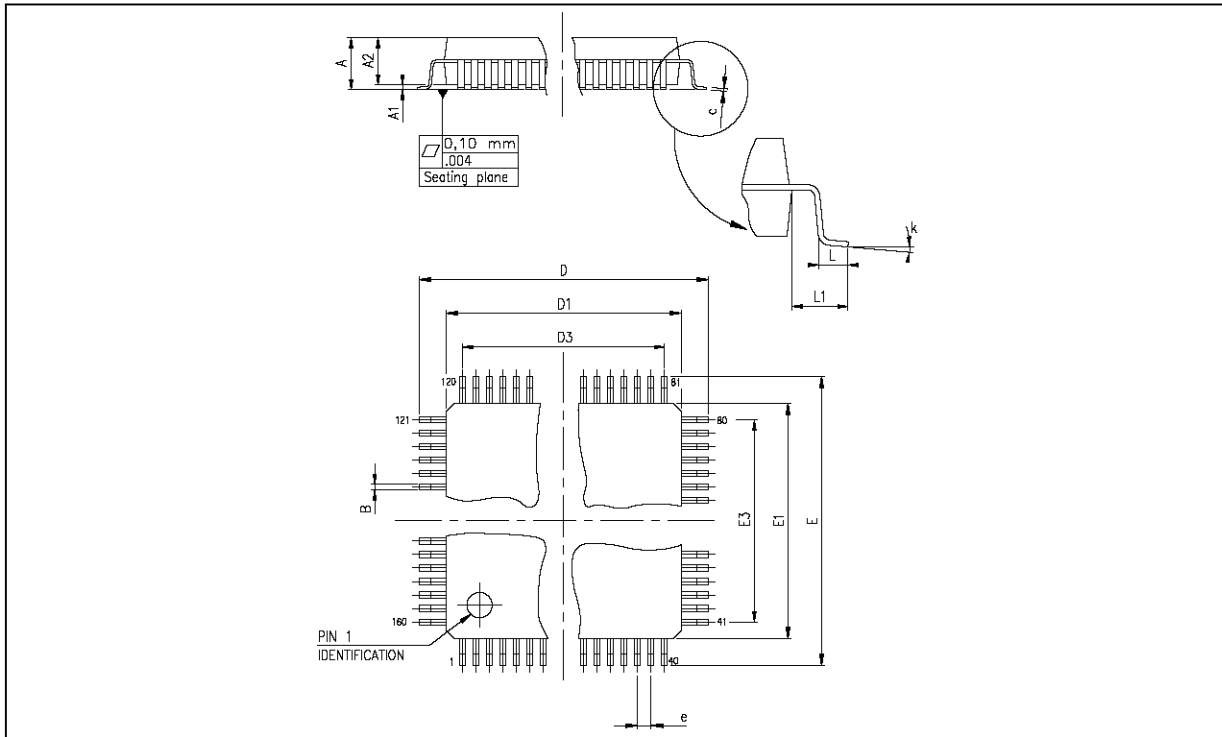 A
A2
A1
c
0,10 mm
.004
Seating plane
k
L
L1
D
D1
D3
120
81
121
80
B
E3
E1
E
160
41
PIN 1
IDENTIFICATION
1
40
e